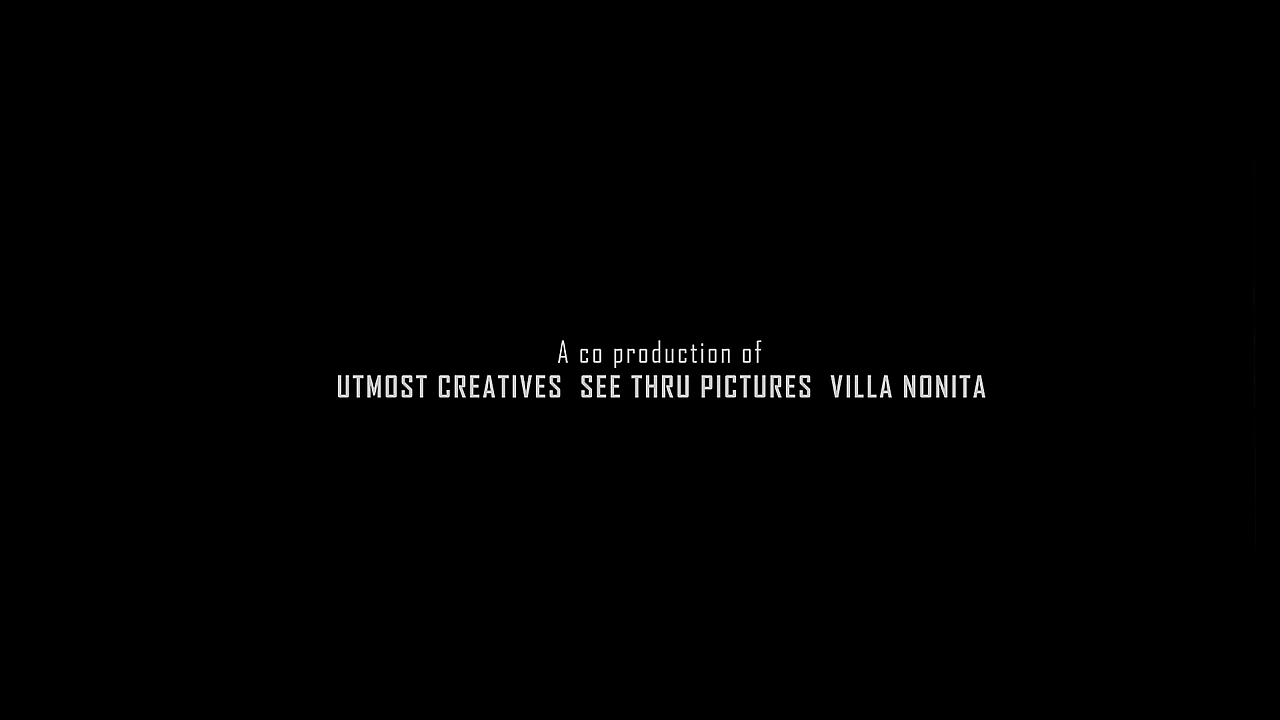 A co production of
UTMOST CREATIVES  SEE THRU PICTURES  VILLA NONITA